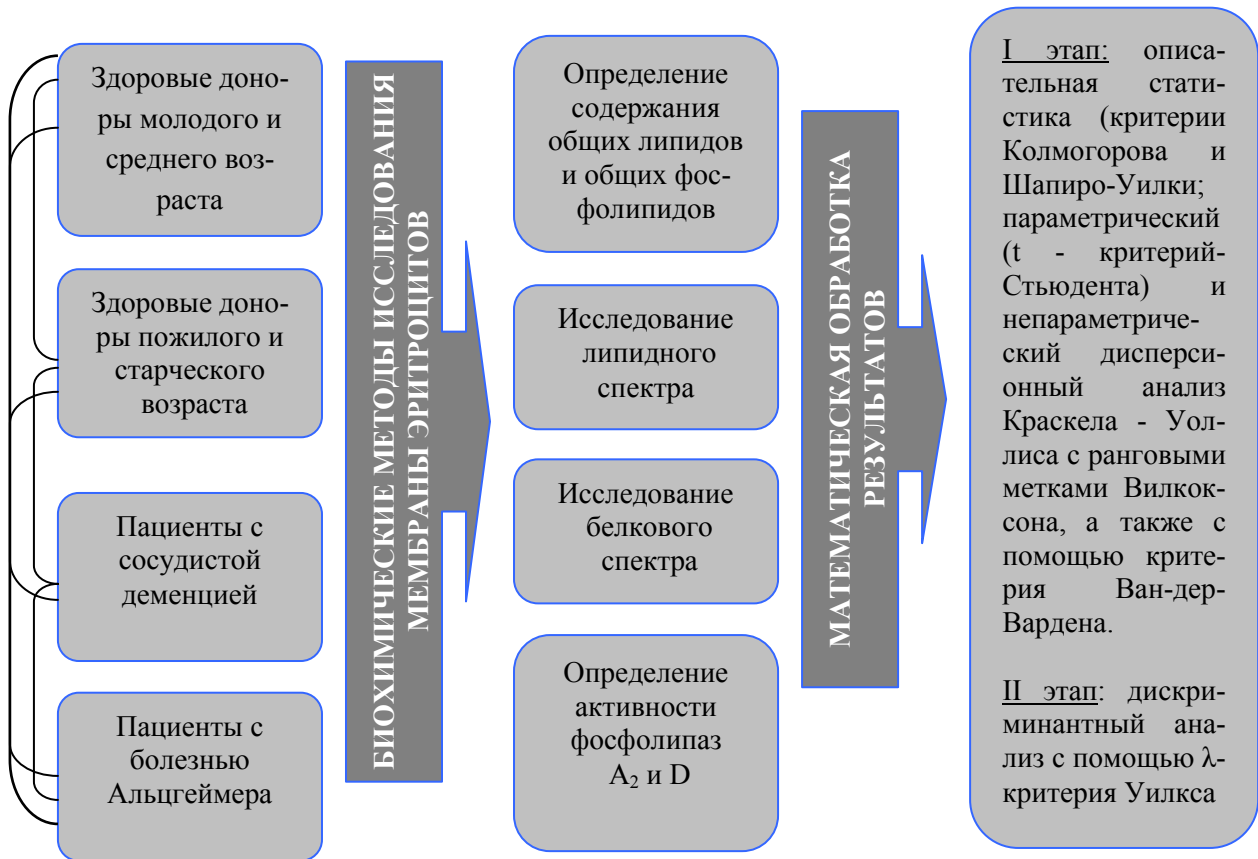 Здоровые доно-
ры молодого и
среднего воз-
раста
Здоровые доно-
ры пожилого и
старческого
возраста
Пациенты с
сосудистой
деменцией
Пациенты с
болезнью
Альцгеймера
БИОХИМИЧЕСКИЕ МЕТОДЫ ИССЛЕДОВАНИЯ
МЕМБРАНЫ ЭРИТРОЦИТОВ
Определение
содержания
общих липидов
и общих фос-
фолипидов
Исследование
липидного
спектра
Исследование
белкового
спектра
Определение
активности
фосфолипаз
A₂ и D
МАТЕМАТИЧЕСКАЯ ОБРАБОТКА
РЕЗУЛЬТАТОВ
I этап: описа-
тельная стати-
стика (критерии
Колмогорова и
Шапиро-Уилки;
параметрический
(t - критерий-
Стьюдента) и
непараметриче-
ский дисперси-
онный анализ
Краскела - Уол-
лиса с ранговыми
метками Вилкок-
сона, а также с
помощью крите-
рия Ван-дер-
Вардена.
II этап: дискри-
минантный ана-
лиз с помощью λ-
критерия Уилкса